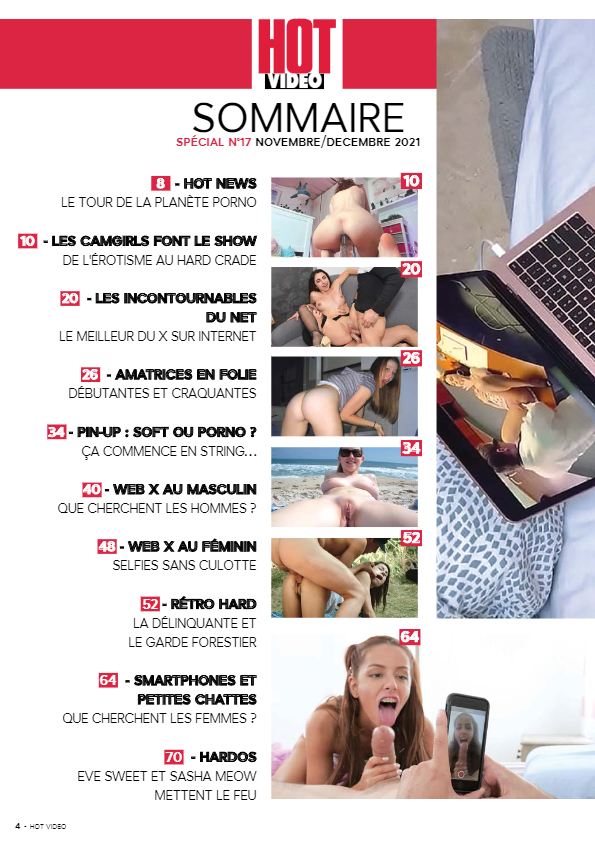 HOT
VIDEO
SOMMAIRE
SPÉCIAL N°17 NOVEMBRE/DECEMBRE 2021
8 - HOT NEWS
LE TOUR DE LA PLANÈTE PORNO
10 - LES CAMGIRLS FONT LE SHOW
DE L'ÉROTISME AU HARD CRADE
20 - LES INCONTOURNABLES
DU NET
LE MEILLEUR DU X SUR INTERNET
26 - AMATRICES EN FOLIE
DÉBUTANTES ET CRAQUANTES
34 - PIN-UP : SOFT OU PORNO ?
ÇA COMMENCE EN STRING...
40 - WEB X AU MASCULIN
QUE CHERCHENT LES HOMMES ?
48 - WEB X AU FÉMININ
SELFIES SANS CULOTTE
52 - RÉTRO HARD
LA DÉLINQUANTE ET
LE GARDE FORESTIER
64 - SMARTPHONES ET
PETITES CHATTES
QUE CHERCHENT LES FEMMES ?
70 - HARDOS
EVE SWEET ET SASHA MEOW
METTENT LE FEU
10
20
26
34
52
64
4 - HOT VIDEO